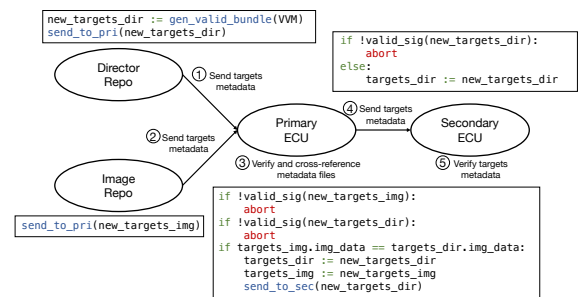 new_targets_dir := gen_valid_bundle(VVM)
send_to_pri(new_targets_dir)
if !valid_sig(new_targets_dir):
abort
else:
targets_dir := new_targets_dir
Director
Repo
① Send targets
metadata
② Send targets
metadata
Primary
ECU
④ Send targets
metadata
Secondary
ECU
③ Verify and cross-reference
metadata files
⑤ Verify targets
metadata
Image
Repo
send_to_pri(new_targets_img)
if !valid_sig(new_targets_img):
abort
if !valid_sig(new_targets_dir):
abort
if targets_img.img_data == targets_dir.img_data:
targets_dir := new_targets_dir
targets_img := new_targets_img
send_to_sec(new_targets_dir)